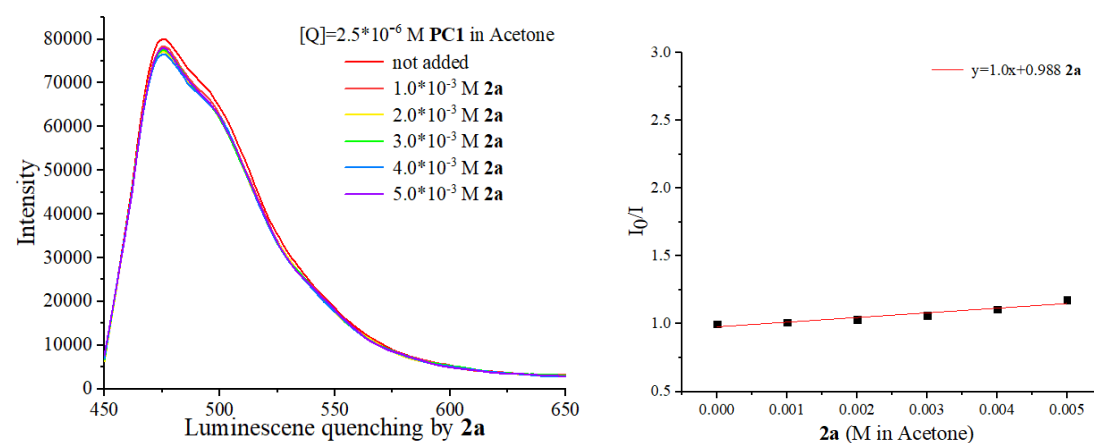 [Q]=2.5*10⁻⁶ M PC1 in Acetone
not added
1.0*10⁻³ M 2a
2.0*10⁻³ M 2a
3.0*10⁻³ M 2a
4.0*10⁻³ M 2a
5.0*10⁻³ M 2a
Intensity
80000
70000
60000
50000
40000
30000
20000
10000
0
450
500
550
600
650
Luminescene quenching by 2a
y=1.0x+0.988 2a
I₀/I
3.0
2.5
2.0
1.5
1.0
0.5
0.000
0.001
0.002
0.003
0.004
0.005
2a (M in Acetone)